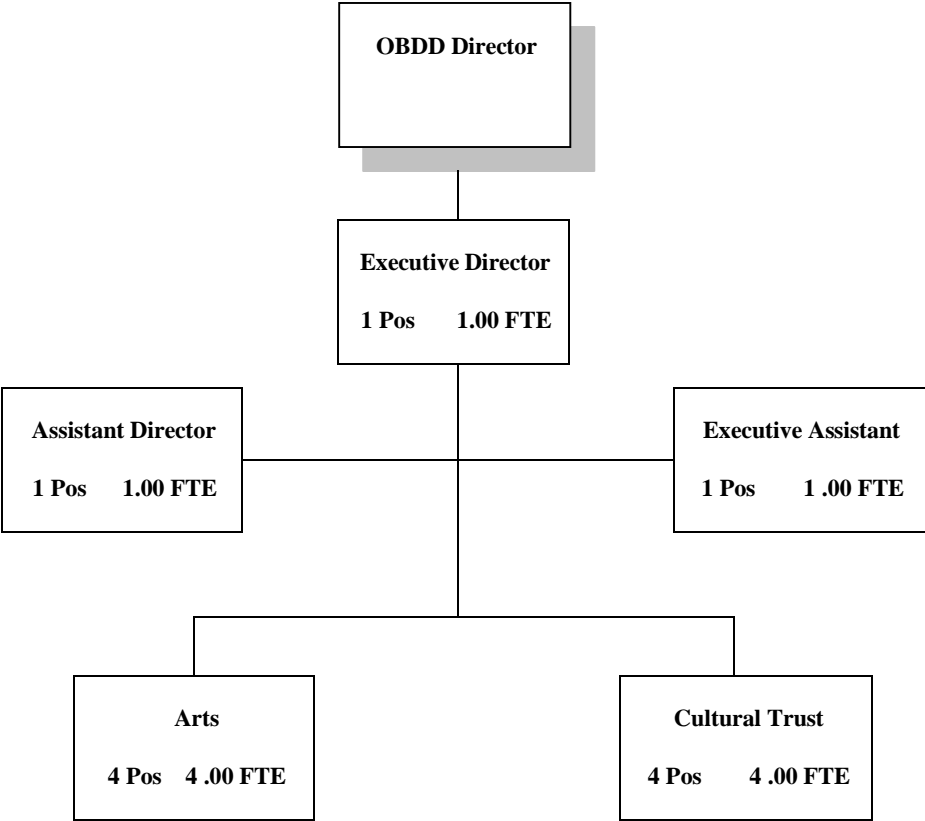 OBDD Director
Executive Director
1 Pos 1.00 FTE
Assistant Director
1 Pos 1.00 FTE
Executive Assistant
1 Pos 1 .00 FTE
Arts
4 Pos 4 .00 FTE
Cultural Trust
4 Pos 4 .00 FTE